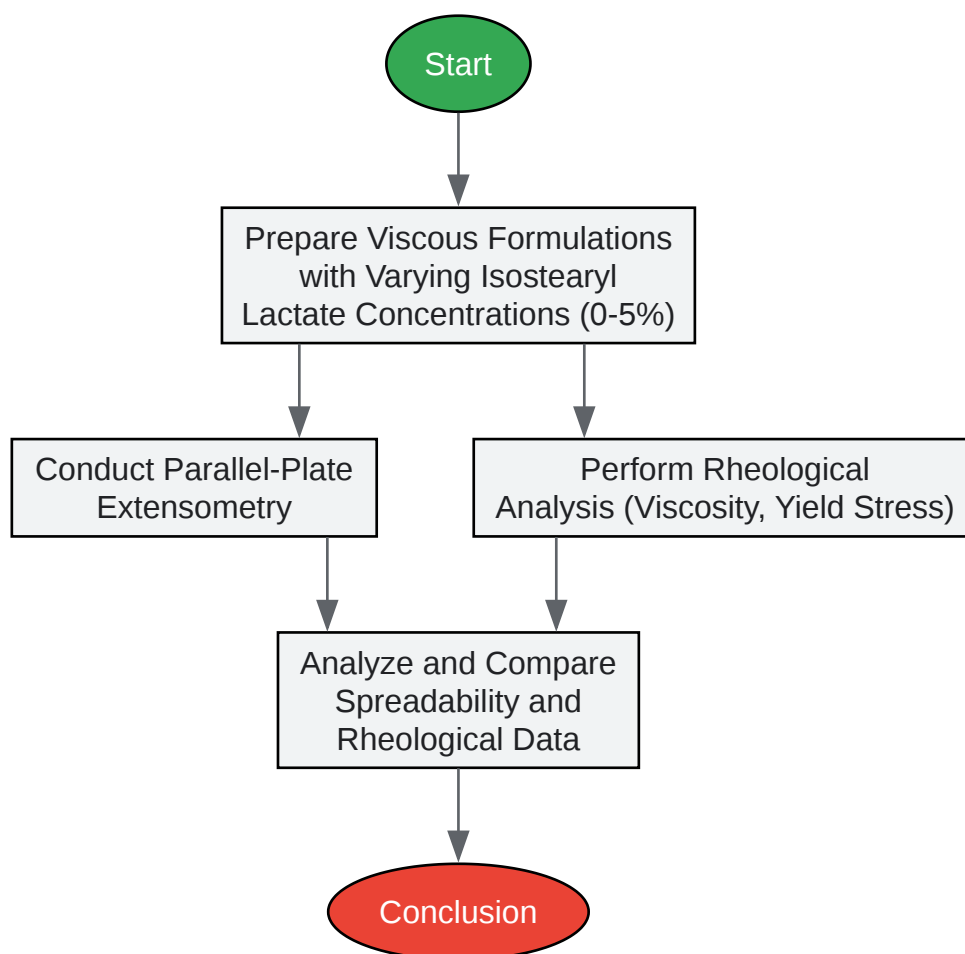 Start
Prepare Viscous Formulations
with Varying Isostearyl
Lactate Concentrations (0-5%)
Conduct Parallel-Plate
Extensometry
Perform Rheological
Analysis (Viscosity, Yield Stress)
Analyze and Compare
Spreadability and
Rheological Data
Conclusion